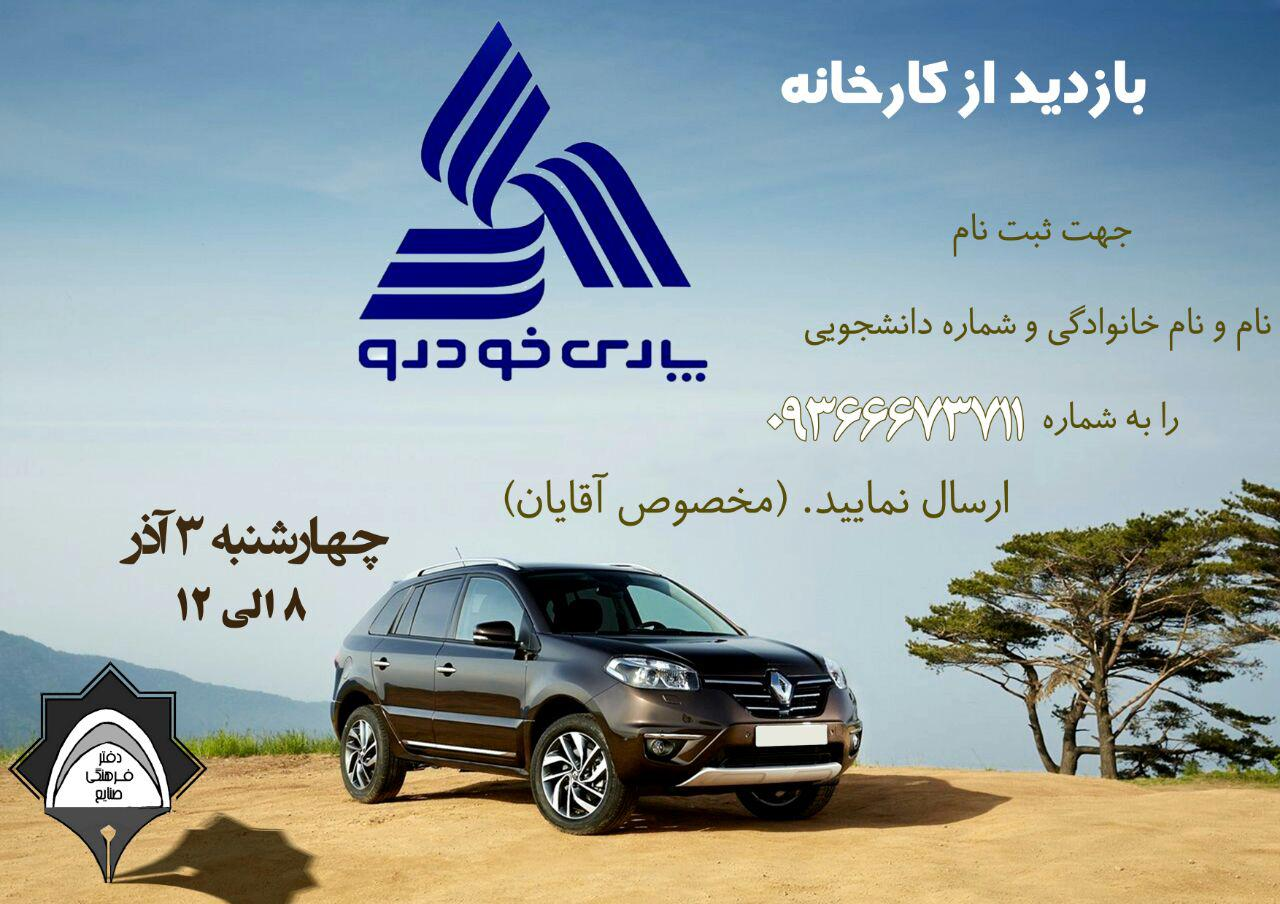 بازدید از کارخانه
پارس خودرو
جهت ثبت نام
نام و نام خانوادگی و شماره دانشجویی
را به شماره ۰۹۳۶۶۶۷۳۷۱۱
ارسال نمایید. (مخصوص آقایان)
چهارشنبه ۳ آذر
۸ الی ۱۲
دفتر
فرهنگی
صنایع